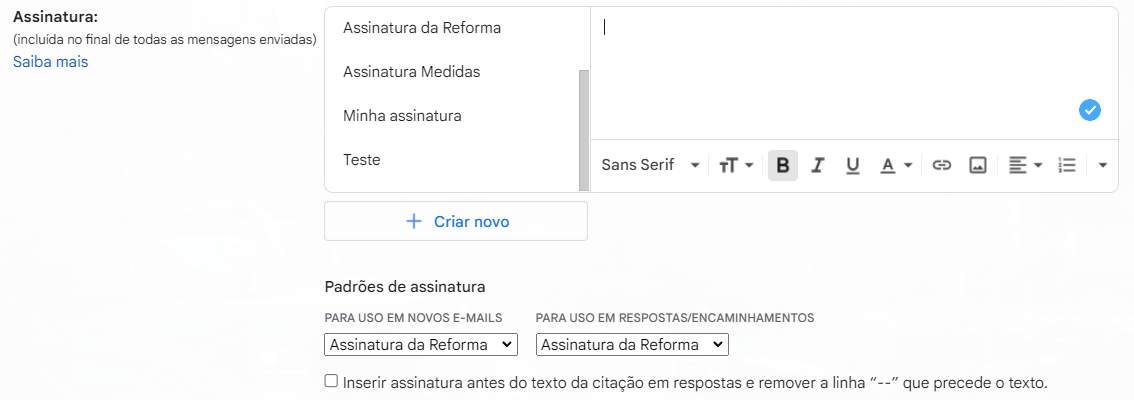 Assinatura:
(incluída no final de todas as mensagens enviadas)
Saiba mais
Assinatura da Reforma
Assinatura Medidas
Minha assinatura
Teste
Sans Serif
B I U A
Criar novo
Padrões de assinatura
PARA USO EM NOVOS E-MAILS
PARA USO EM RESPOSTAS/ENCAMINHAMENTOS
Assinatura da Reforma
Assinatura da Reforma
Inserir assinatura antes do texto da citação em respostas e remover a linha “--” que precede o texto.